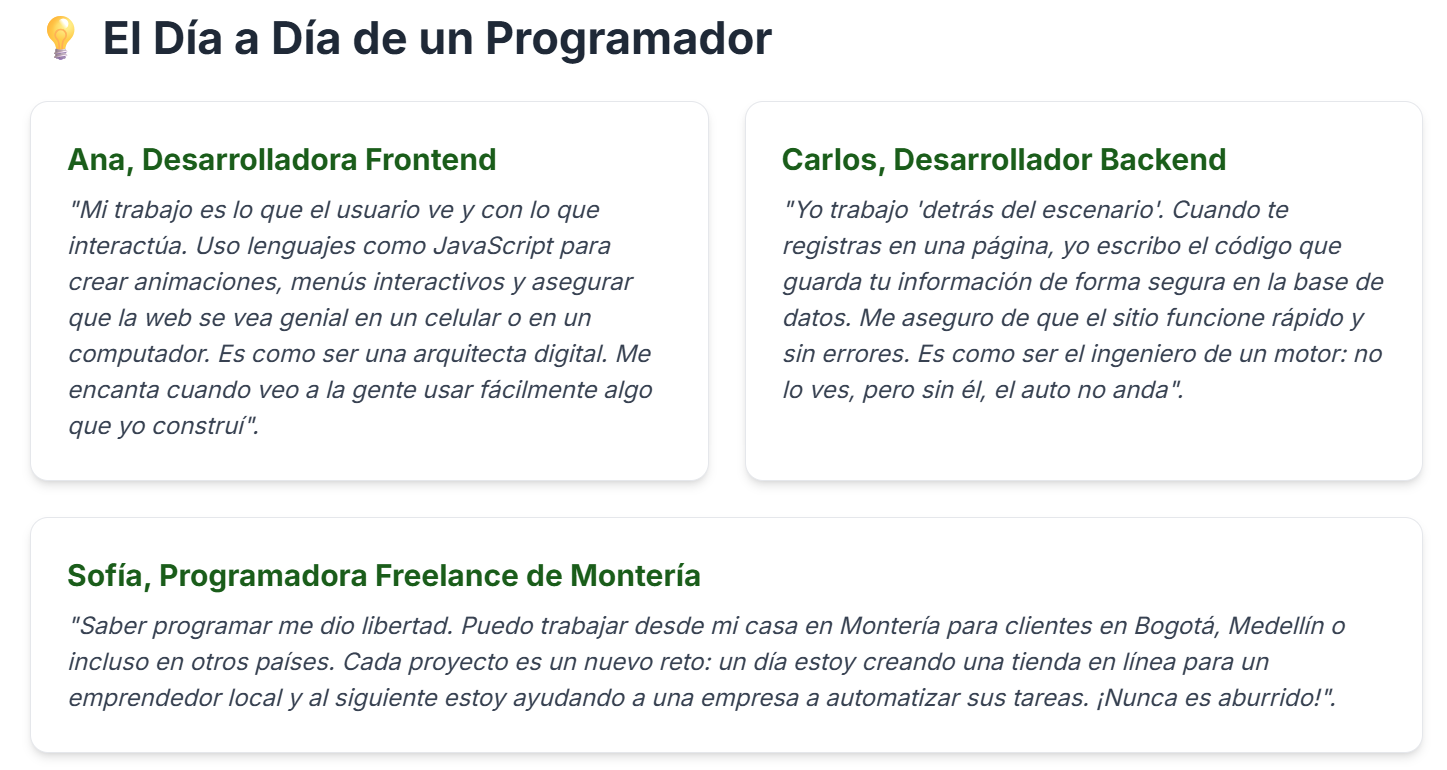 💡 El Día a Día de un Programador
Ana, Desarrolladora Frontend
"Mi trabajo es lo que el usuario ve y con lo que
interactúa. Uso lenguajes como JavaScript para
crear animaciones, menús interactivos y asegurar
que la web se vea genial en un celular o en un
computador. Es como ser una arquitecta digital. Me
encanta cuando veo a la gente usar fácilmente algo
que yo construí".
Carlos, Desarrollador Backend
"Yo trabajo 'detrás del escenario'. Cuando te
registras en una página, yo escribo el código que
guarda tu información de forma segura en la base de
datos. Me aseguro de que el sitio funcione rápido y
sin errores. Es como ser el ingeniero de un motor: no
lo ves, pero sin él, el auto no anda".
Sofía, Programadora Freelance de Montería
"Saber programar me dio libertad. Puedo trabajar desde mi casa en Montería para clientes en Bogotá, Medellín o
incluso en otros países. Cada proyecto es un nuevo reto: un día estoy creando una tienda en línea para un
emprendedor local y al siguiente estoy ayudando a una empresa a automatizar sus tareas. ¡Nunca es aburrido!".